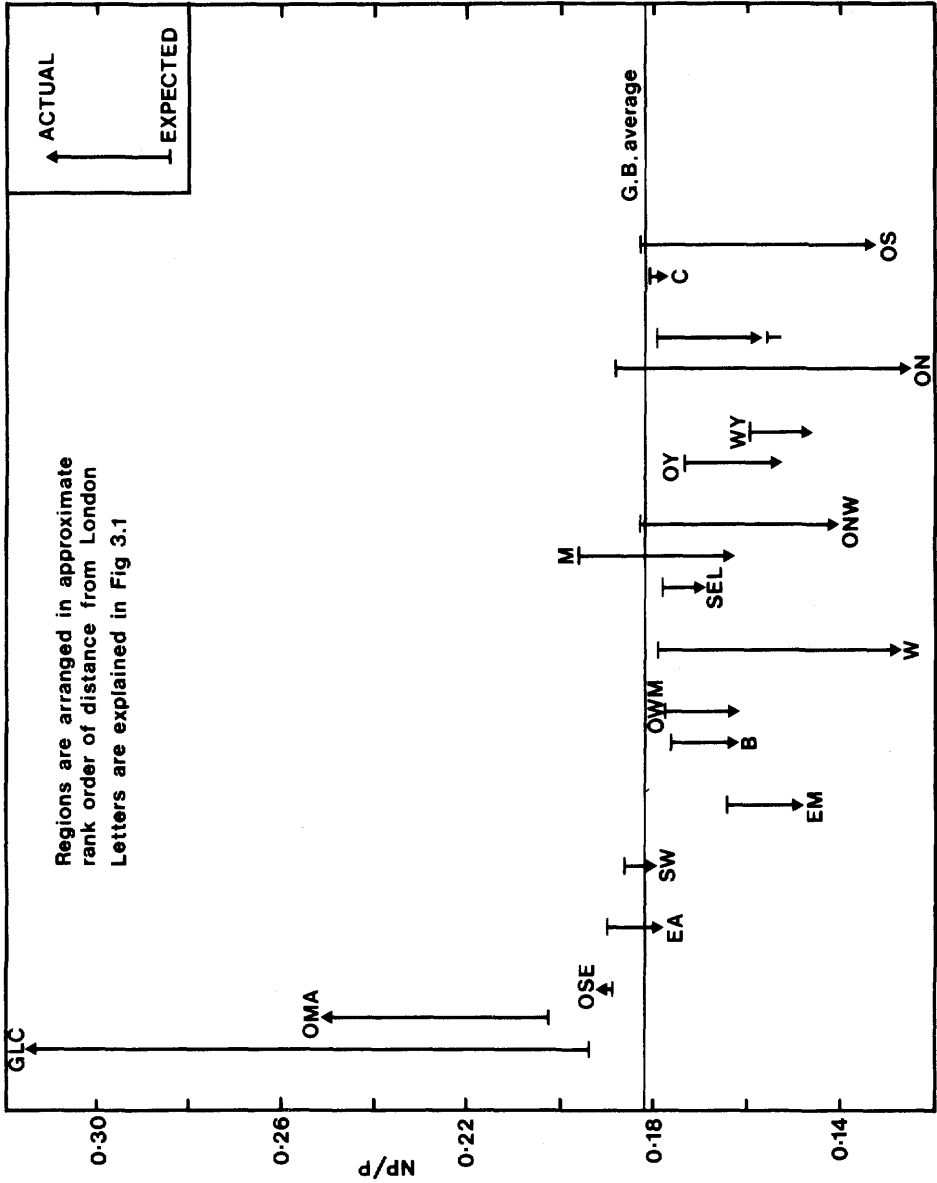 ACTUAL
EXPECTED
Regions are arranged in approximate
rank order of distance from London
Letters are explained in Fig 3.1
G.B. average
NP/P
0·30
0·26
0·22
0·18
0·14
GLC
OMA
OSE
EA
SW
EM
B
OWM
W
SEL
M
ONW
OY
WY
ON
T
C
OS